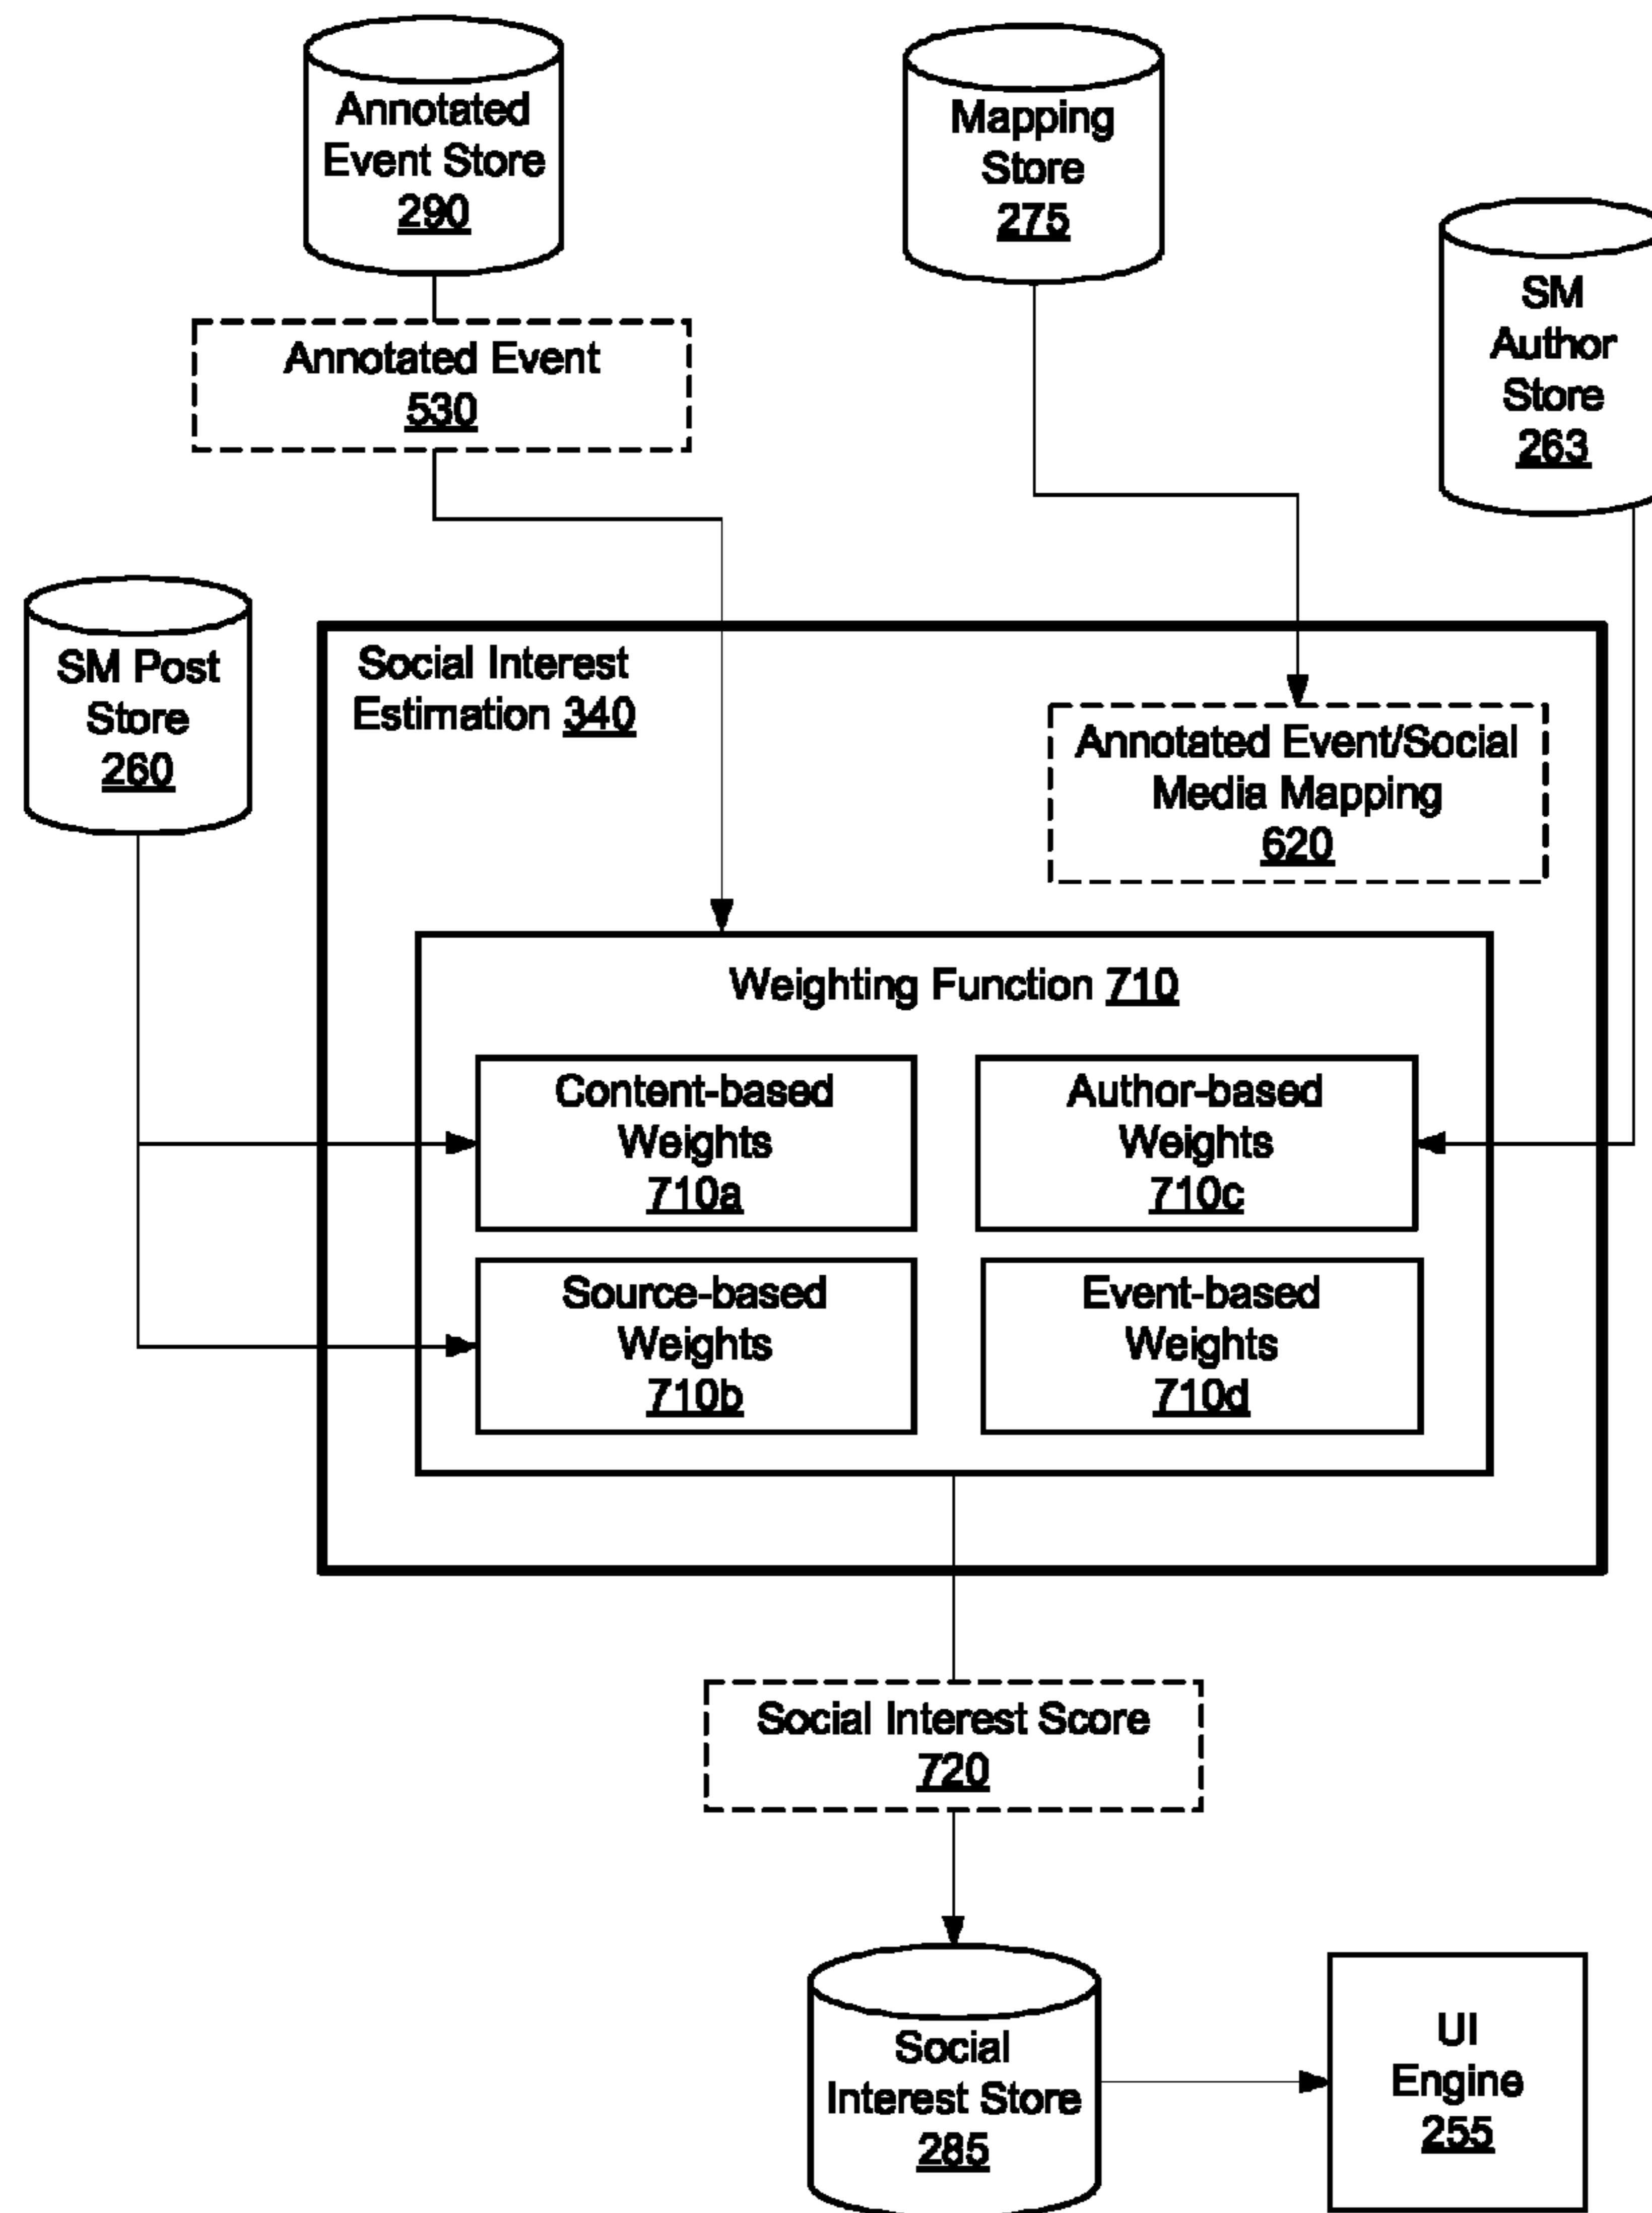 Annotated
Event Store
290
Mapping
Store
275
SM
Author
Store
263
Annotated Event
530
SM Post
Store
260
Social Interest
Estimation 340
Annotated Event/Social
Media Mapping
620
Weighting Function 710
Content-based
Weights
710a
Author-based
Weights
710c
Source-based
Weights
710b
Event-based
Weights
710d
Social Interest Score
720
Social
Interest Store
285
UI
Engine
255